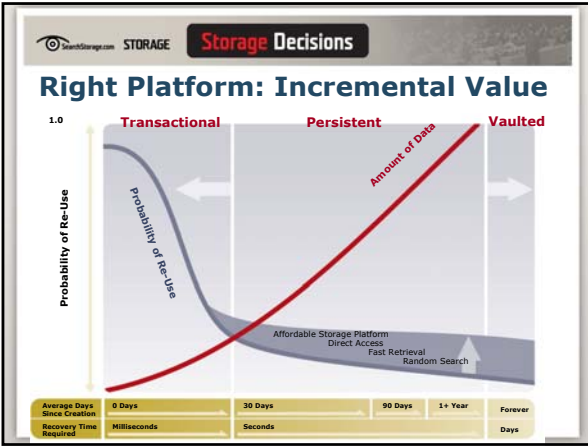 SearchStorage.com STORAGE Storage Decisions
Right Platform: Incremental Value
1.0 Transactional Persistent Vaulted
Probability of Re-Use
Probability of Re-Use
Amount of Data
Affordable Storage Platform
Direct Access
Fast Retrieval
Random Search
Average Days Since Creation 0 Days 30 Days 90 Days 1+ Year Forever
Recovery Time Required Milliseconds Seconds Days